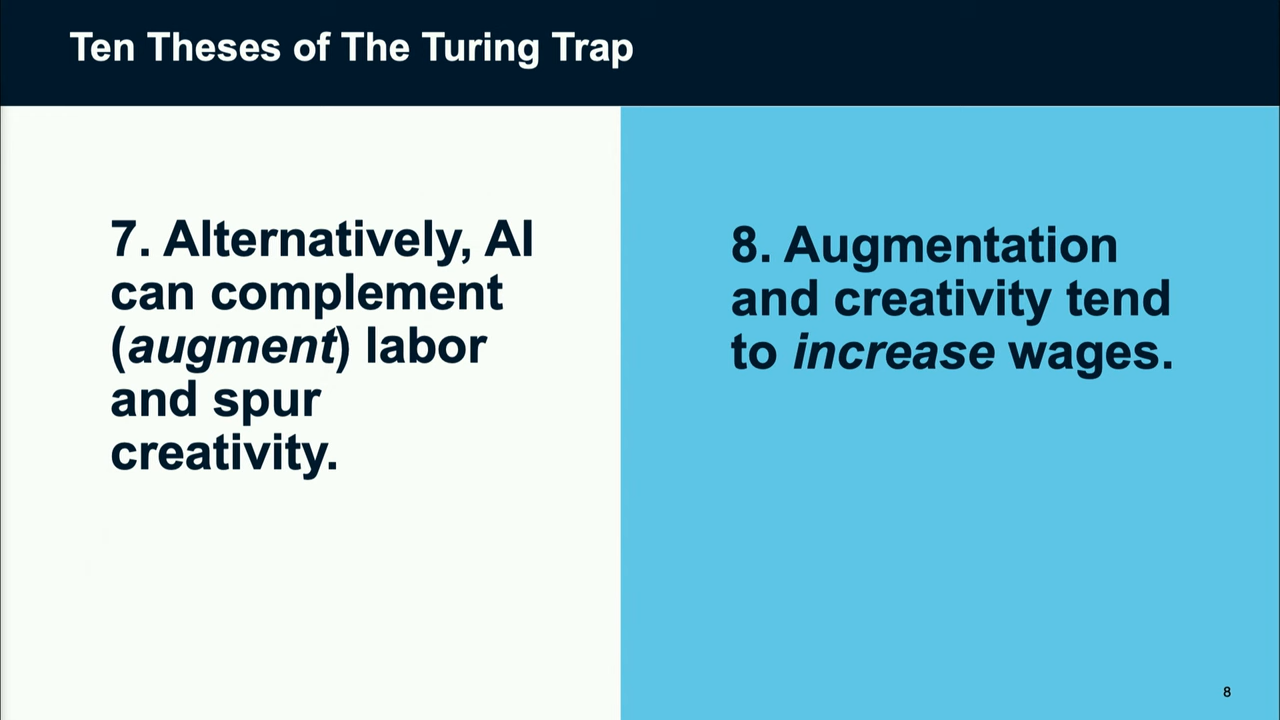 Ten Theses of The Turing Trap
7. Alternatively, AI
can complement
(augment) labor
and spur
creativity.
8. Augmentation
and creativity tend
to increase wages.
8